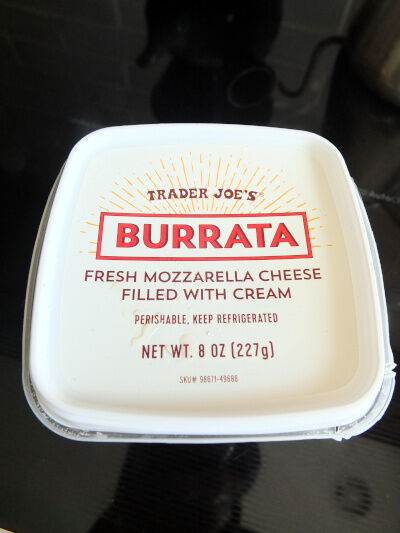 TRADER JOE'S®
BURRATA
FRESH MOZZARELLA CHEESE
FILLED WITH CREAM
PERISHABLE, KEEP REFRIGERATED
NET WT. 8 OZ (227g)
SKU# 98671-49686